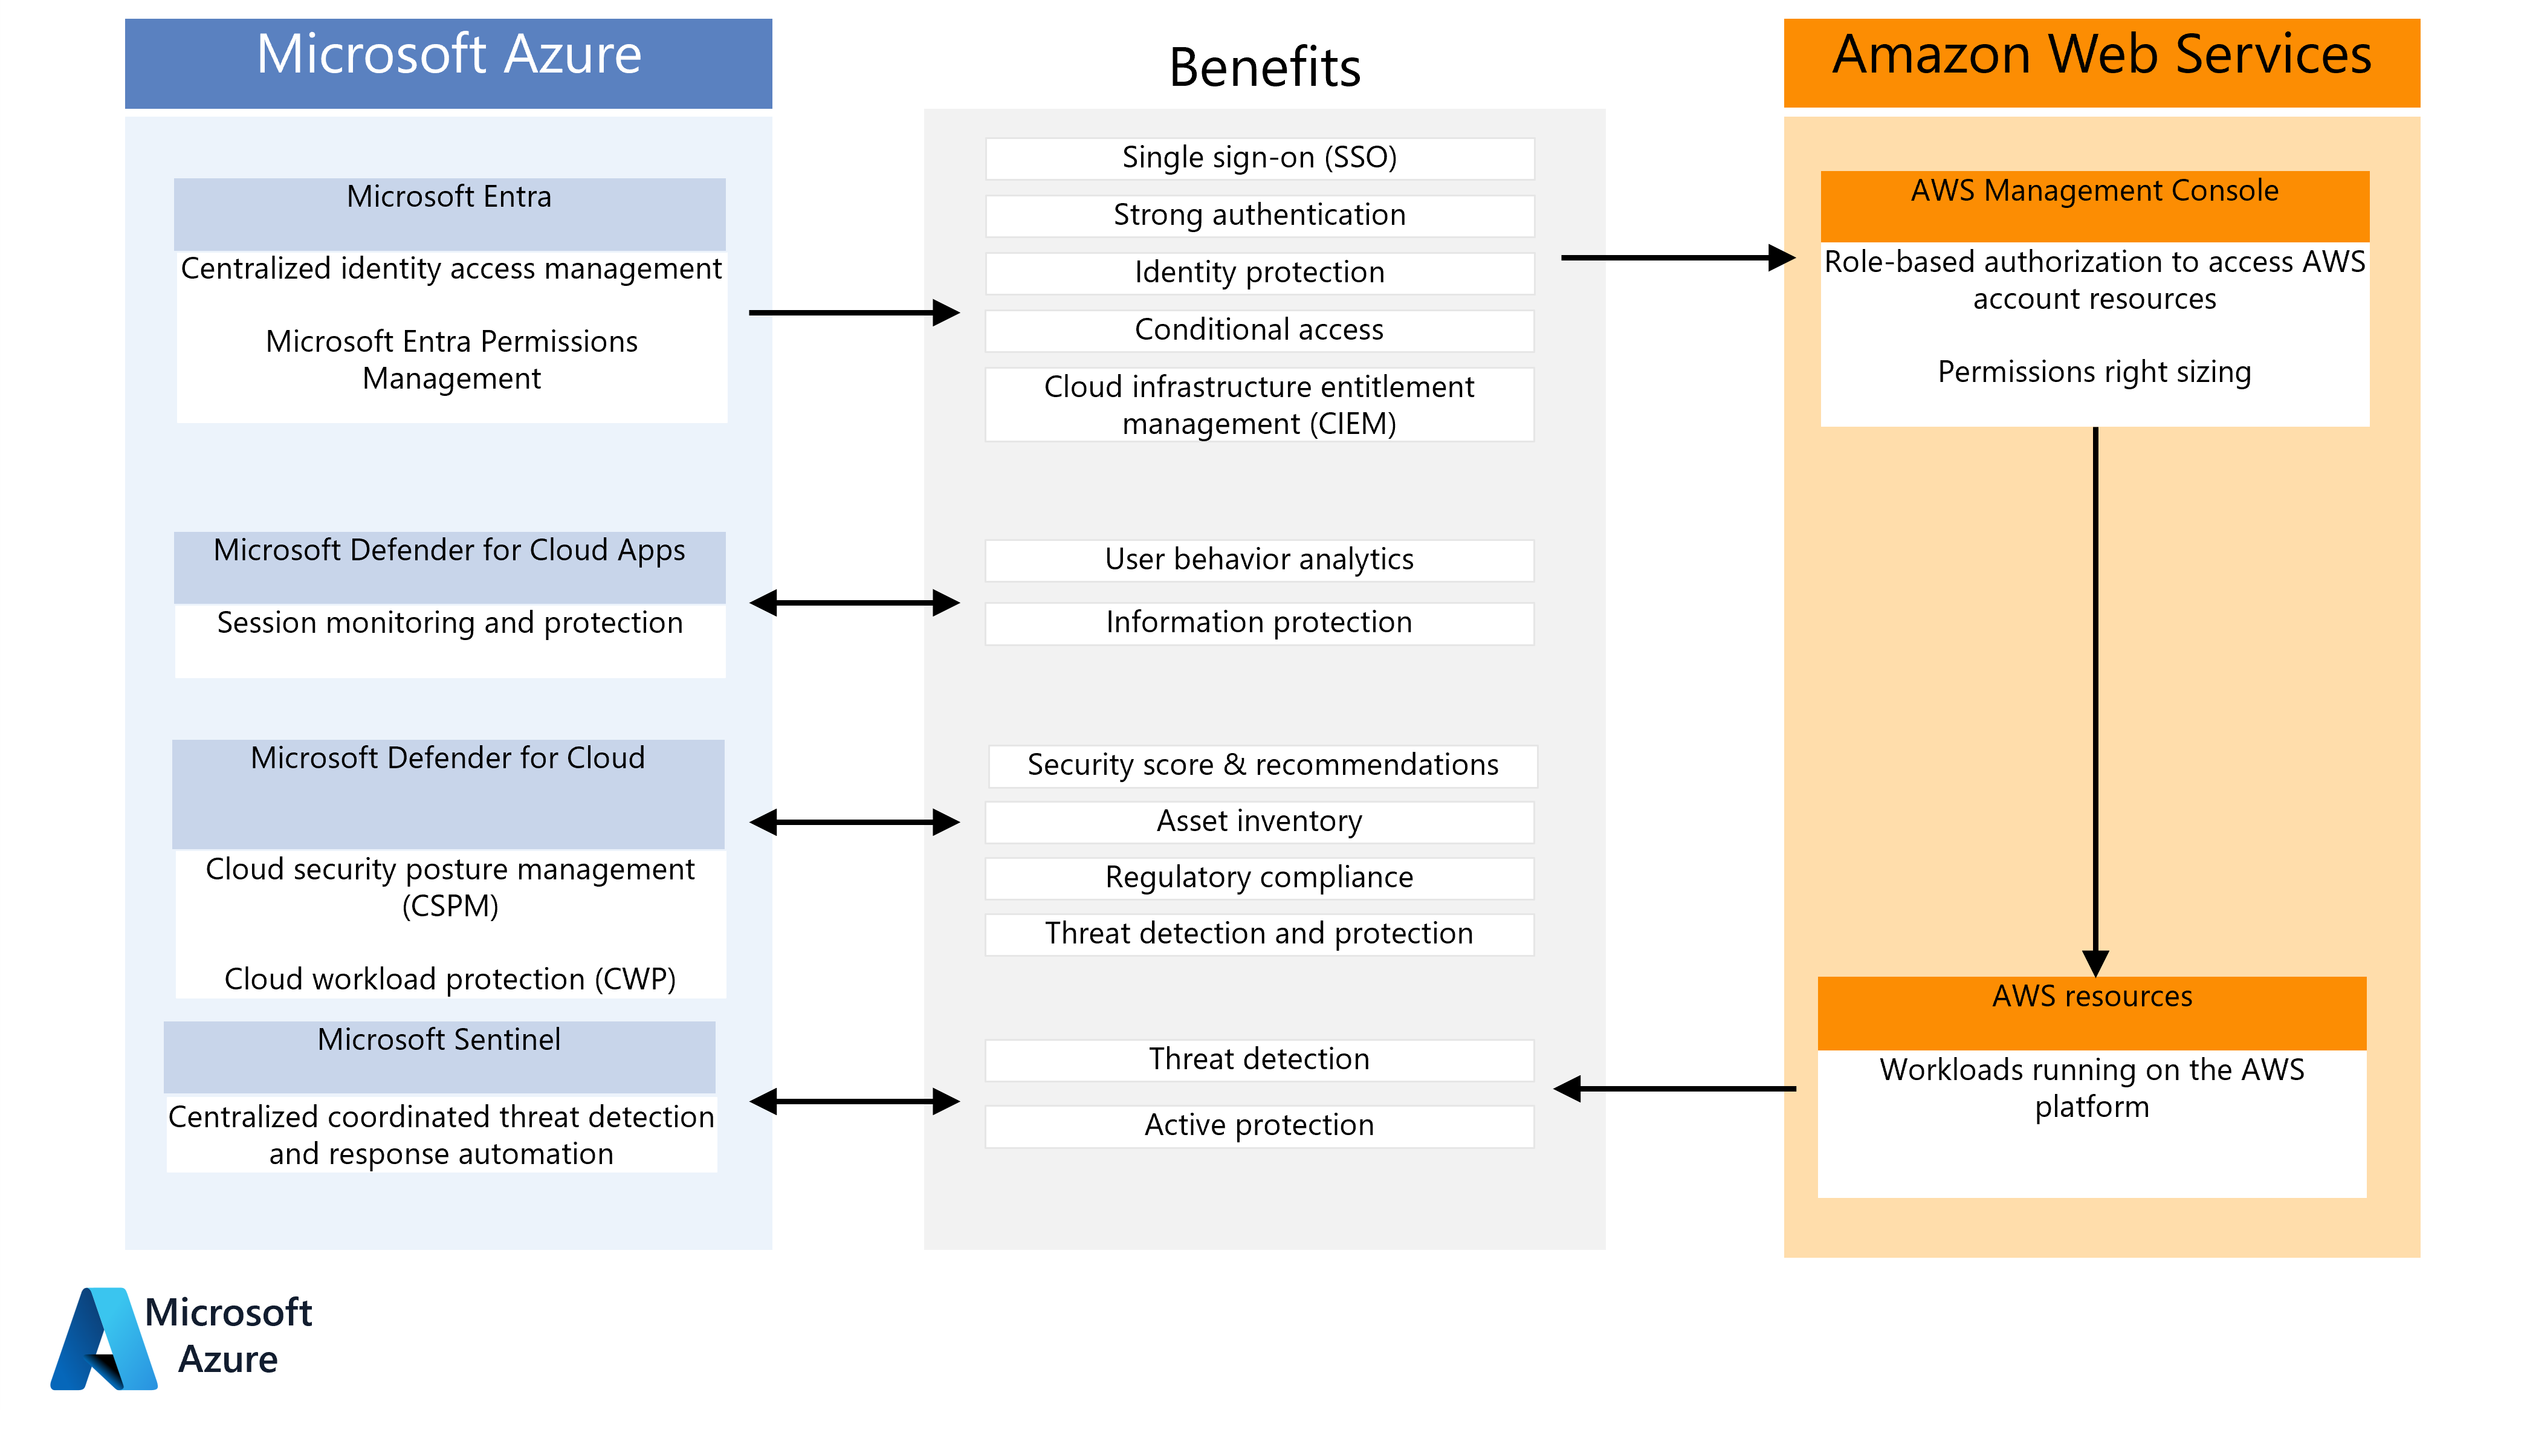 Microsoft Azure
Microsoft Entra
Centralized identity access management
Microsoft Entra Permissions
Management
Microsoft Defender for Cloud Apps
Session monitoring and protection
Microsoft Defender for Cloud
Cloud security posture management
(CSPM)
Cloud workload protection (CWP)
Microsoft Sentinel
Centralized coordinated threat detection
and response automation
Benefits
Single sign-on (SSO)
Strong authentication
Identity protection
Conditional access
Cloud infrastructure entitlement
management (CIEM)
User behavior analytics
Information protection
Security score & recommendations
Asset inventory
Regulatory compliance
Threat detection and protection
Threat detection
Active protection
Amazon Web Services
AWS Management Console
Role-based authorization to access AWS
account resources
Permissions right sizing
AWS resources
Workloads running on the AWS
platform
Microsoft
Azure